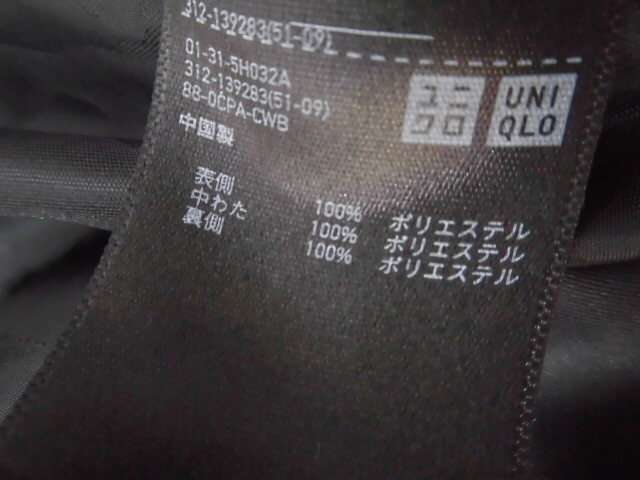 312-139283(51-09)
01-31-5H032A
312-139283(51-09)
88-0CPA-CWB
中国製
ユニ
クロ
UNI
QLO
表側 100% ポリエステル
中わた 100% ポリエステル
裏側 100% ポリエステル